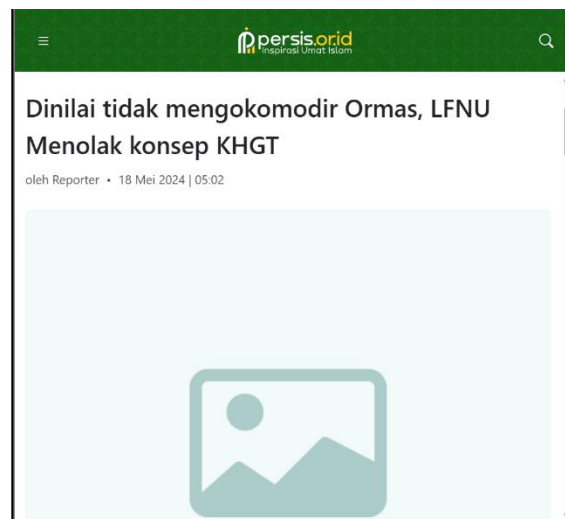 persis.or.id
Inspirasi Umat Islam
Dinilai tidak mengokomodir Ormas, LFNU
Menolak konsep KHGT
oleh Reporter • 18 Mei 2024 | 05:02